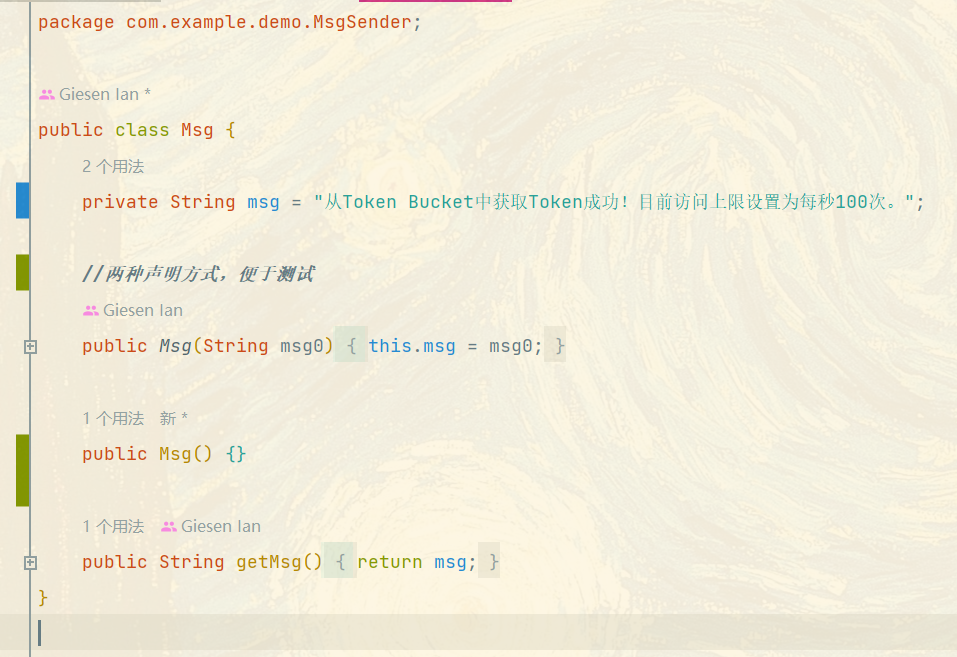 package com.example.demo.MsgSender;
Giesen Ian *
public class Msg {
2 个用法
private String msg = "从Token Bucket中获取Token成功！目前访问上限设置为每秒100次。";
//两种声明方式，便于测试
Giesen Ian
public Msg(String msg0) { this.msg = msg0; }
1 个用法 新 *
public Msg() {}
1 个用法 Giesen Ian
public String getMsg() { return msg; }
}